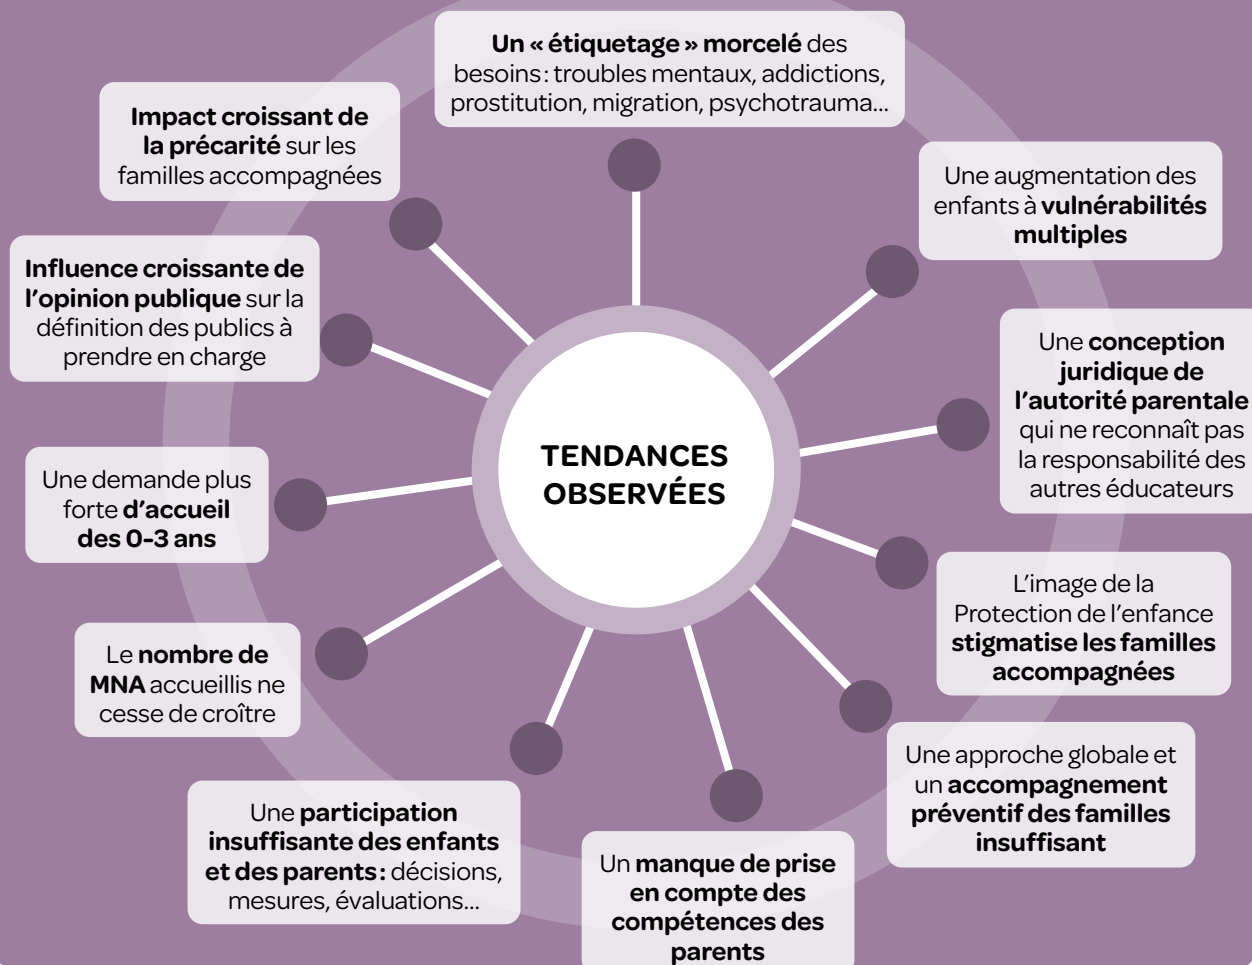 Un « étiquetage » morcelé des
besoins : troubles mentaux, addictions,
prostitution, migration, psychotrauma...
Impact croissant de
la précarité sur les
familles accompagnées
Une augmentation des
enfants à vulnérabilités
multiples
Influence croissante de
l'opinion publique sur la
définition des publics à
prendre en charge
Une conception
juridique de
l'autorité parentale
qui ne reconnaît pas
la responsabilité des
autres éducateurs
TENDANCES
OBSERVÉES
Une demande plus
forte d'accueil
des 0-3 ans
L'image de la
Protection de l'enfance
stigmatise les familles
accompagnées
Le nombre de
MNA accueillis ne
cesse de croître
Une approche globale et
un accompagnement
préventif des familles
insuffisant
Une participation
insuffisante des enfants
et des parents : décisions,
mesures, évaluations...
Un manque de prise
en compte des
compétences des
parents